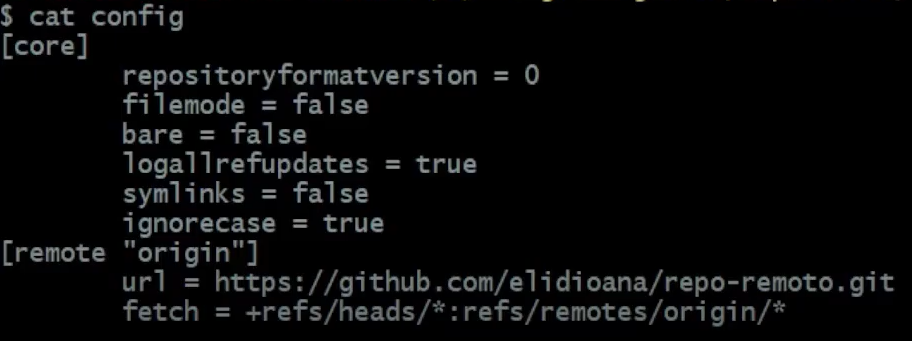 $ cat config
[core]
        repositoryformatversion = 0
        filemode = false
        bare = false
        logallrefupdates = true
        symlinks = false
        ignorecase = true
[remote "origin"]
        url = https://github.com/elidioana/repo-remoto.git
        fetch = +refs/heads/*:refs/remotes/origin/*